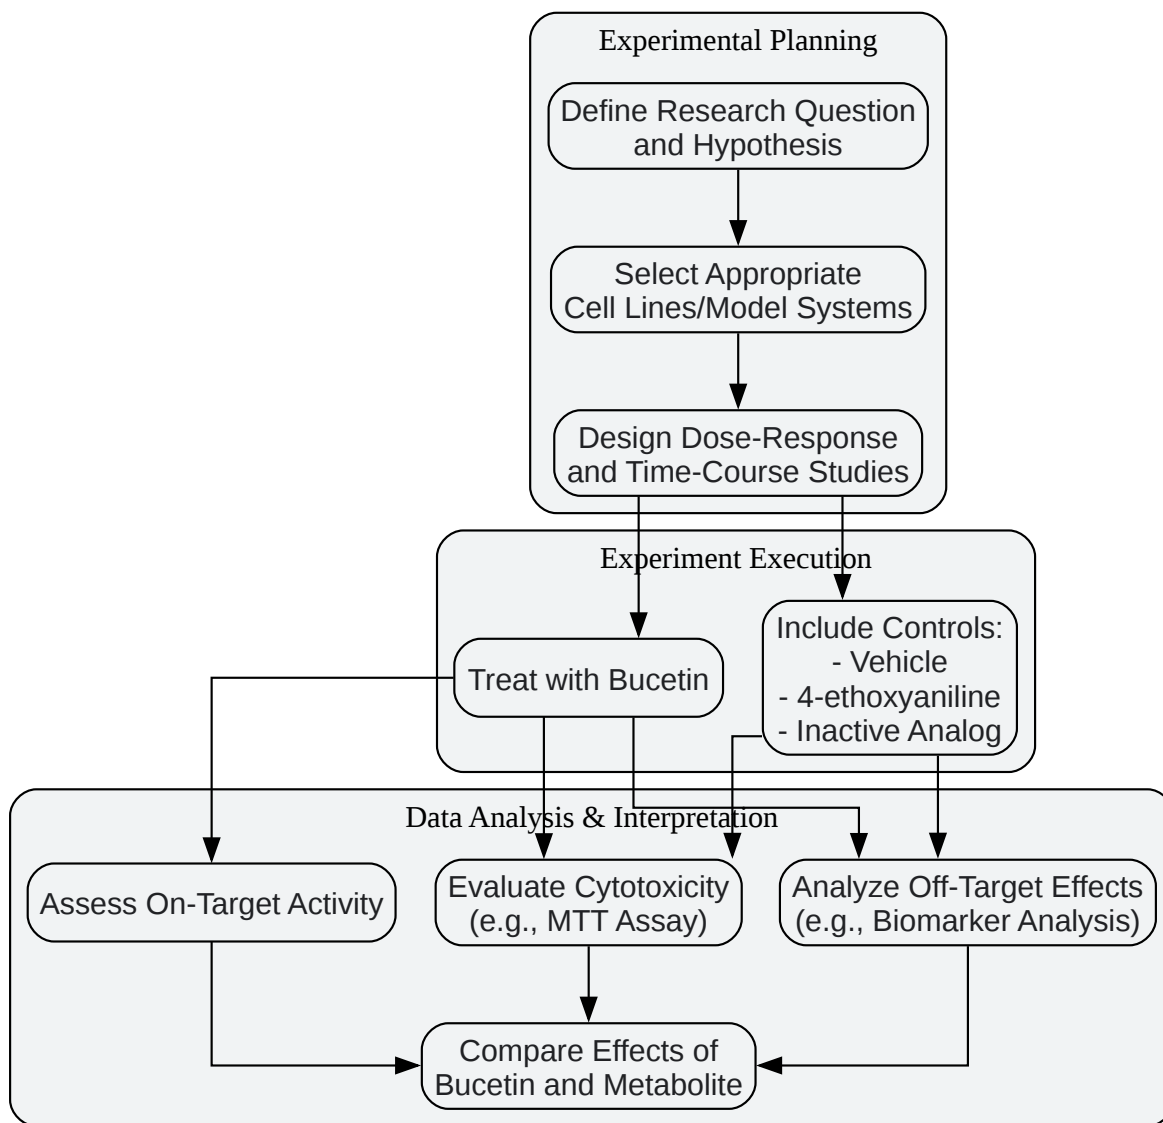 Experimental Planning
Define Research Question
and Hypothesis
Select Appropriate
Cell Lines/Model Systems
Design Dose-Response
and Time-Course Studies
Experiment Execution
Treat with Bucetin
Include Controls:
- Vehicle
- 4-ethoxyaniline
- Inactive Analog
Data Analysis & Interpretation
Assess On-Target Activity
Evaluate Cytotoxicity
(e.g., MTT Assay)
Analyze Off-Target Effects
(e.g., Biomarker Analysis)
Compare Effects of
Bucetin and Metabolite